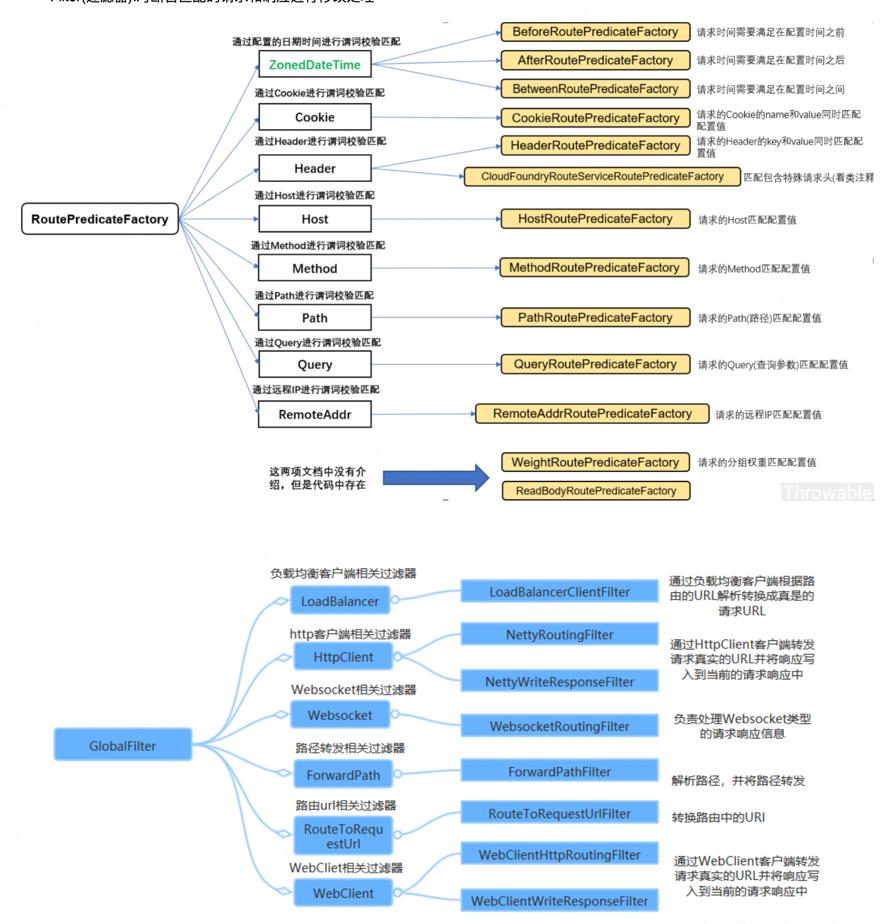 通过配置的日期时间进行谓词校验匹配
ZonedDateTime
BeforeRoutePredicateFactory
请求时间需要满足在配置时间之前
AfterRoutePredicateFactory
请求时间需要满足在配置时间之后
BetweenRoutePredicateFactory
请求时间需要满足在配置时间之间
通过Cookie进行谓词校验匹配
Cookie
CookieRoutePredicateFactory
请求的Cookie的name和value同时匹配
配置值
通过Header进行谓词校验匹配
Header
HeaderRoutePredicateFactory
请求的Header的key和value同时匹配配
置值
CloudFoundryRouteServiceRoutePredicateFactory
匹配包含特殊请求头(看类注释
RoutePredicateFactory
通过Host进行谓词校验匹配
Host
HostRoutePredicateFactory
请求的Host匹配配置值
通过Method进行谓词校验匹配
Method
MethodRoutePredicateFactory
请求的Method匹配配置值
通过Path进行谓词校验匹配
Path
PathRoutePredicateFactory
请求的Path(路径)匹配配置值
通过Query进行谓词校验匹配
Query
QueryRoutePredicateFactory
请求的Query(查询参数)匹配配置值
通过远程IP进行谓词校验匹配
RemoteAddr
RemoteAddrRoutePredicateFactory
请求的远程IP匹配配置值
这两项文档中没有介
绍，但是代码中存在
WeightRoutePredicateFactory
请求的分组权重匹配配置值
ReadBodyRoutePredicateFactory
Throwable
负载均衡客户端相关过滤器
LoadBalancer
LoadBalancerClientFilter
通过负载均衡客户端根据路
由的URL解析转换成真是的
请求URL
http客户端相关过滤器
HttpClient
NettyRoutingFilter
NettyWriteResponseFilter
通过HttpClient客户端转发
请求真实的URL并将响应写
入到当前的请求响应中
Websocket相关过滤器
Websocket
WebsocketRoutingFilter
负责处理Websocket类型
的请求响应信息
GlobalFilter
路径转发相关过滤器
ForwardPath
ForwardPathFilter
解析路径，并将路径转发
路由url相关过滤器
RouteToRequ
estUrl
RouteToRequestUrlFilter
转换路由中的URI
WebCliet相关过滤器
WebClient
WebClientHttpRoutingFilter
WebClientWriteResponseFilter
通过WebClient客户端转发
请求真实的URL并将响应写
入到当前的请求响应中